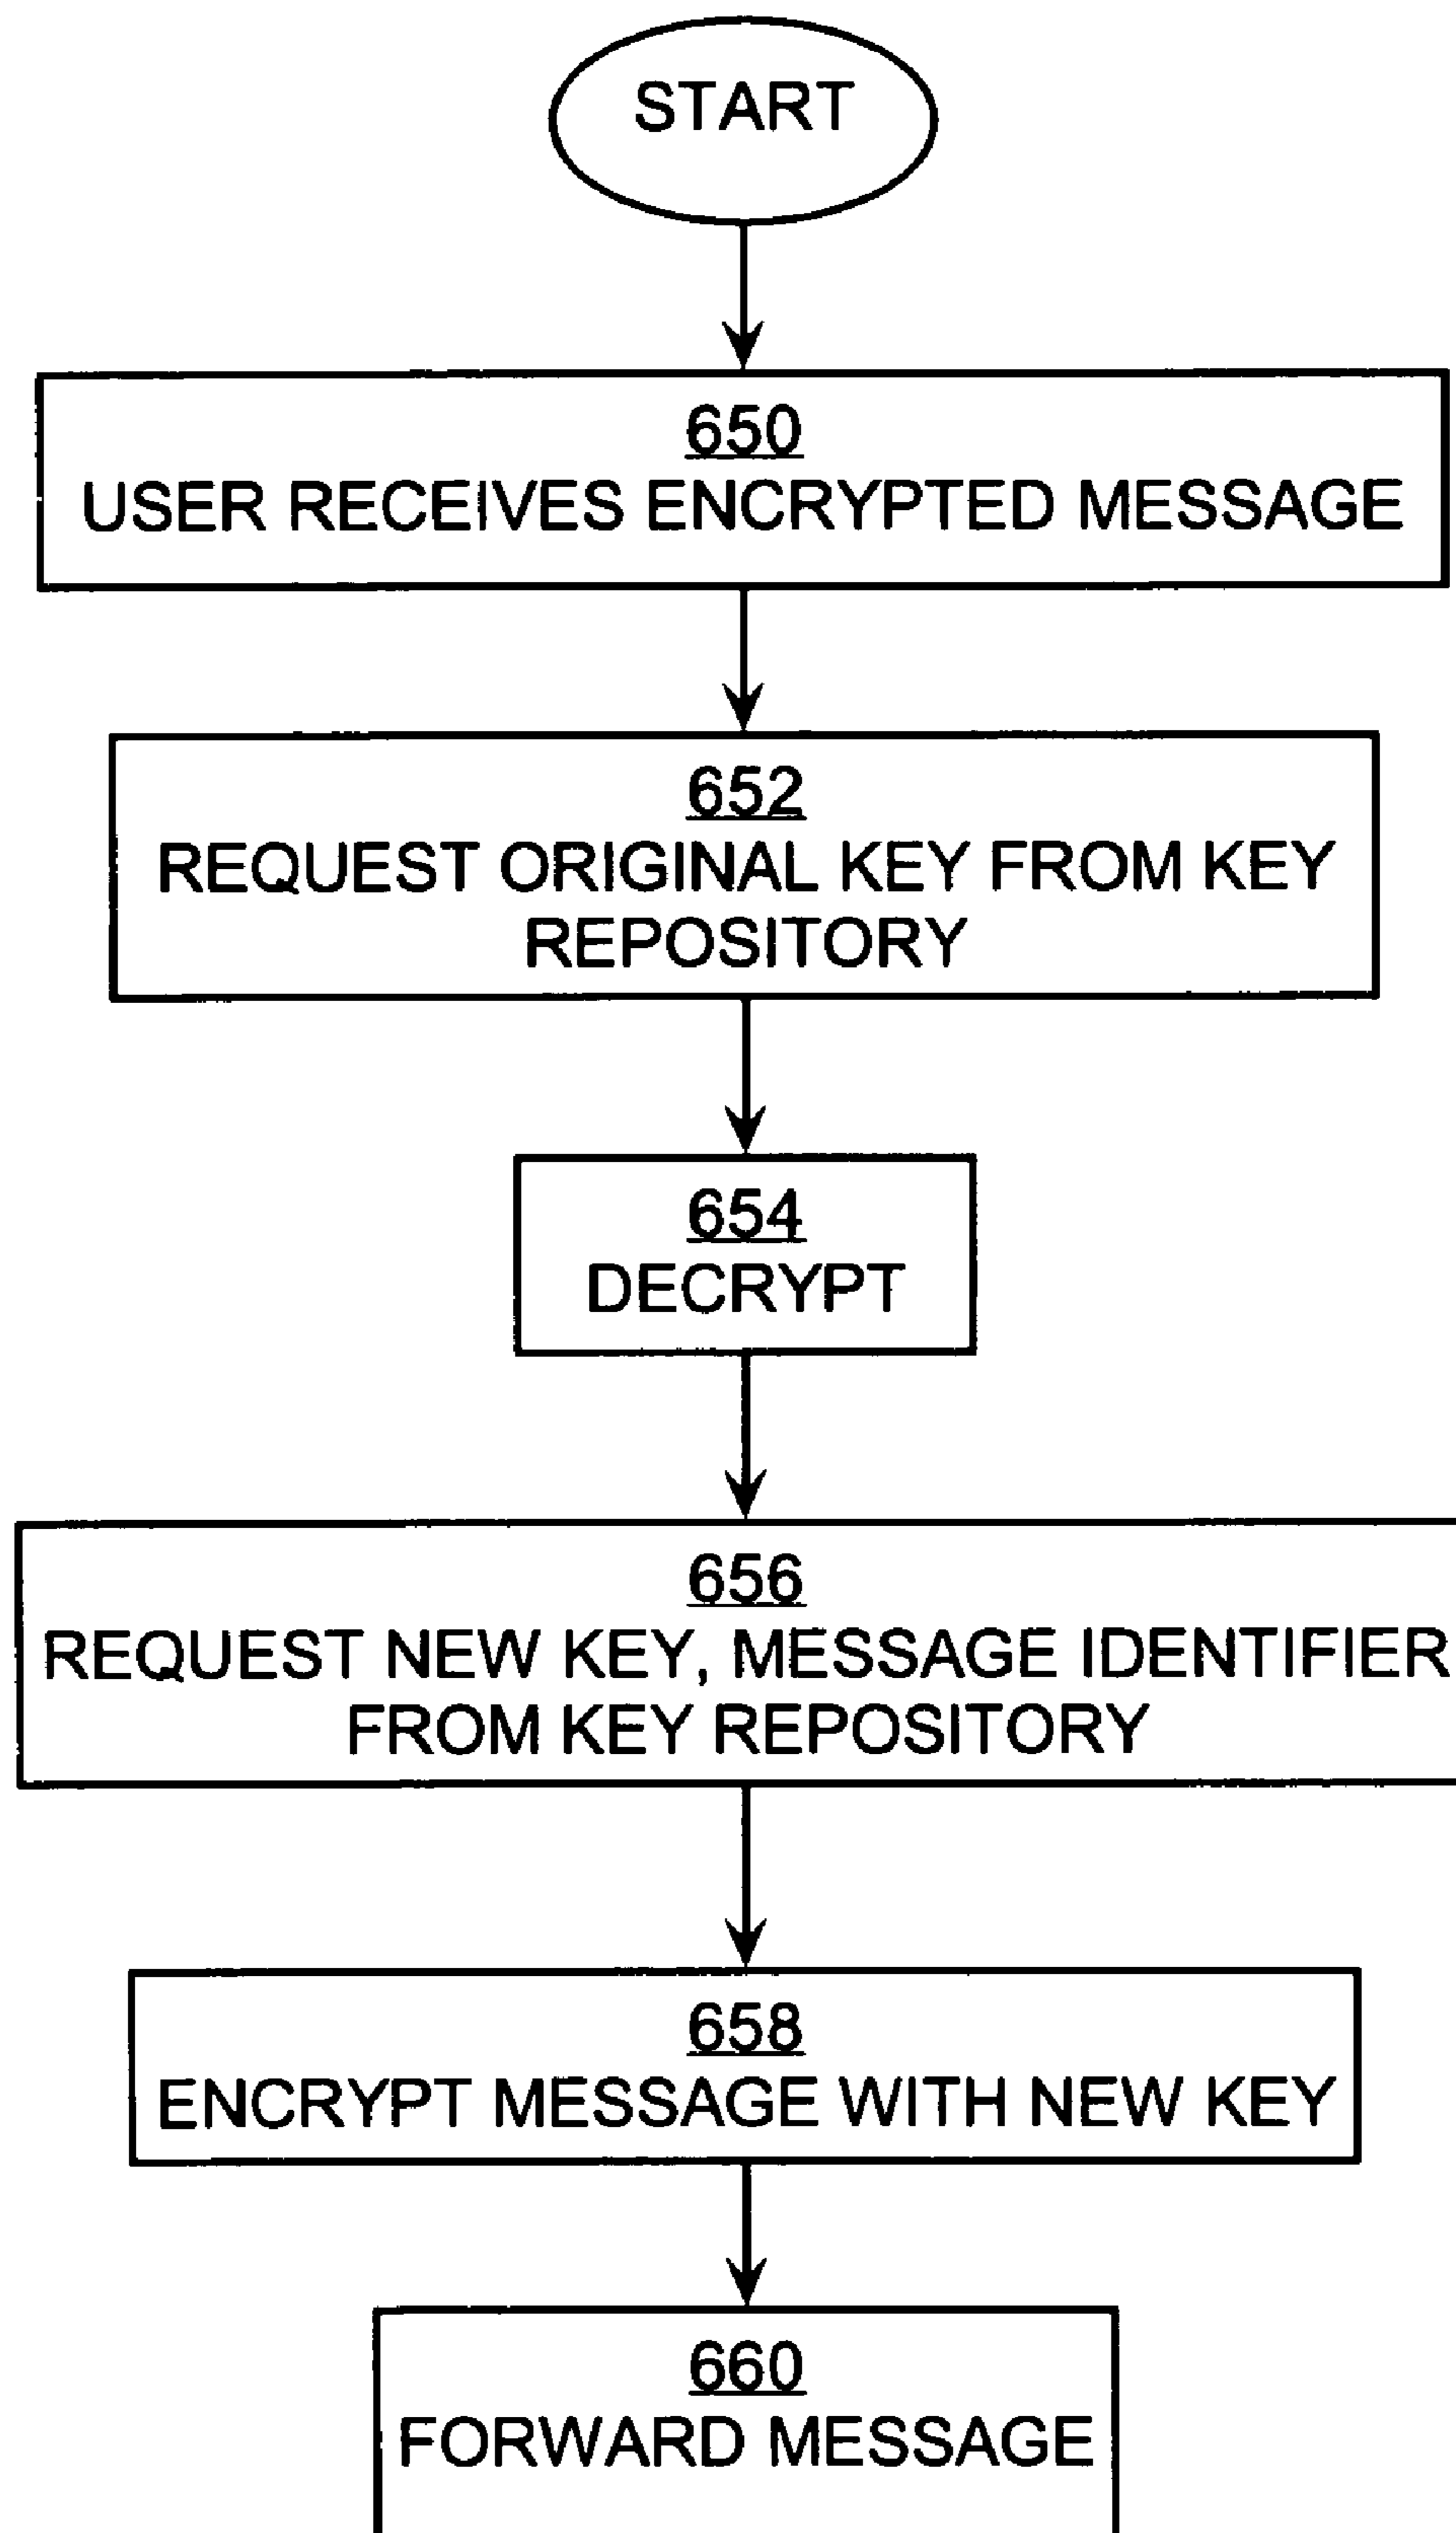 START
650
USER RECEIVES ENCRYPTED MESSAGE
652
REQUEST ORIGINAL KEY FROM KEY
REPOSITORY
654
DECRYPT
656
REQUEST NEW KEY, MESSAGE IDENTIFIER
FROM KEY REPOSITORY
658
ENCRYPT MESSAGE WITH NEW KEY
660
FORWARD MESSAGE